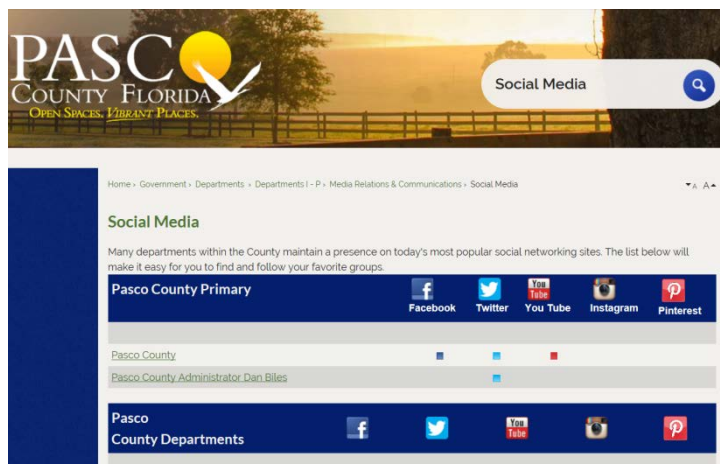 PASCO
COUNTY FLORIDA
OPEN SPACES. VIBRANT PLACES.
Social Media
Home › Government › Departments › Departments I - P › Media Relations & Communications › Social Media
A A
Social Media
Many departments within the County maintain a presence on today's most popular social networking sites. The list below will
make it easy for you to find and follow your favorite groups.
Pasco County Primary
f You Tube
Facebook Twitter You Tube Instagram Pinterest
Pasco County
Pasco County Administrator Dan Biles
Pasco
County Departments
f You Tube